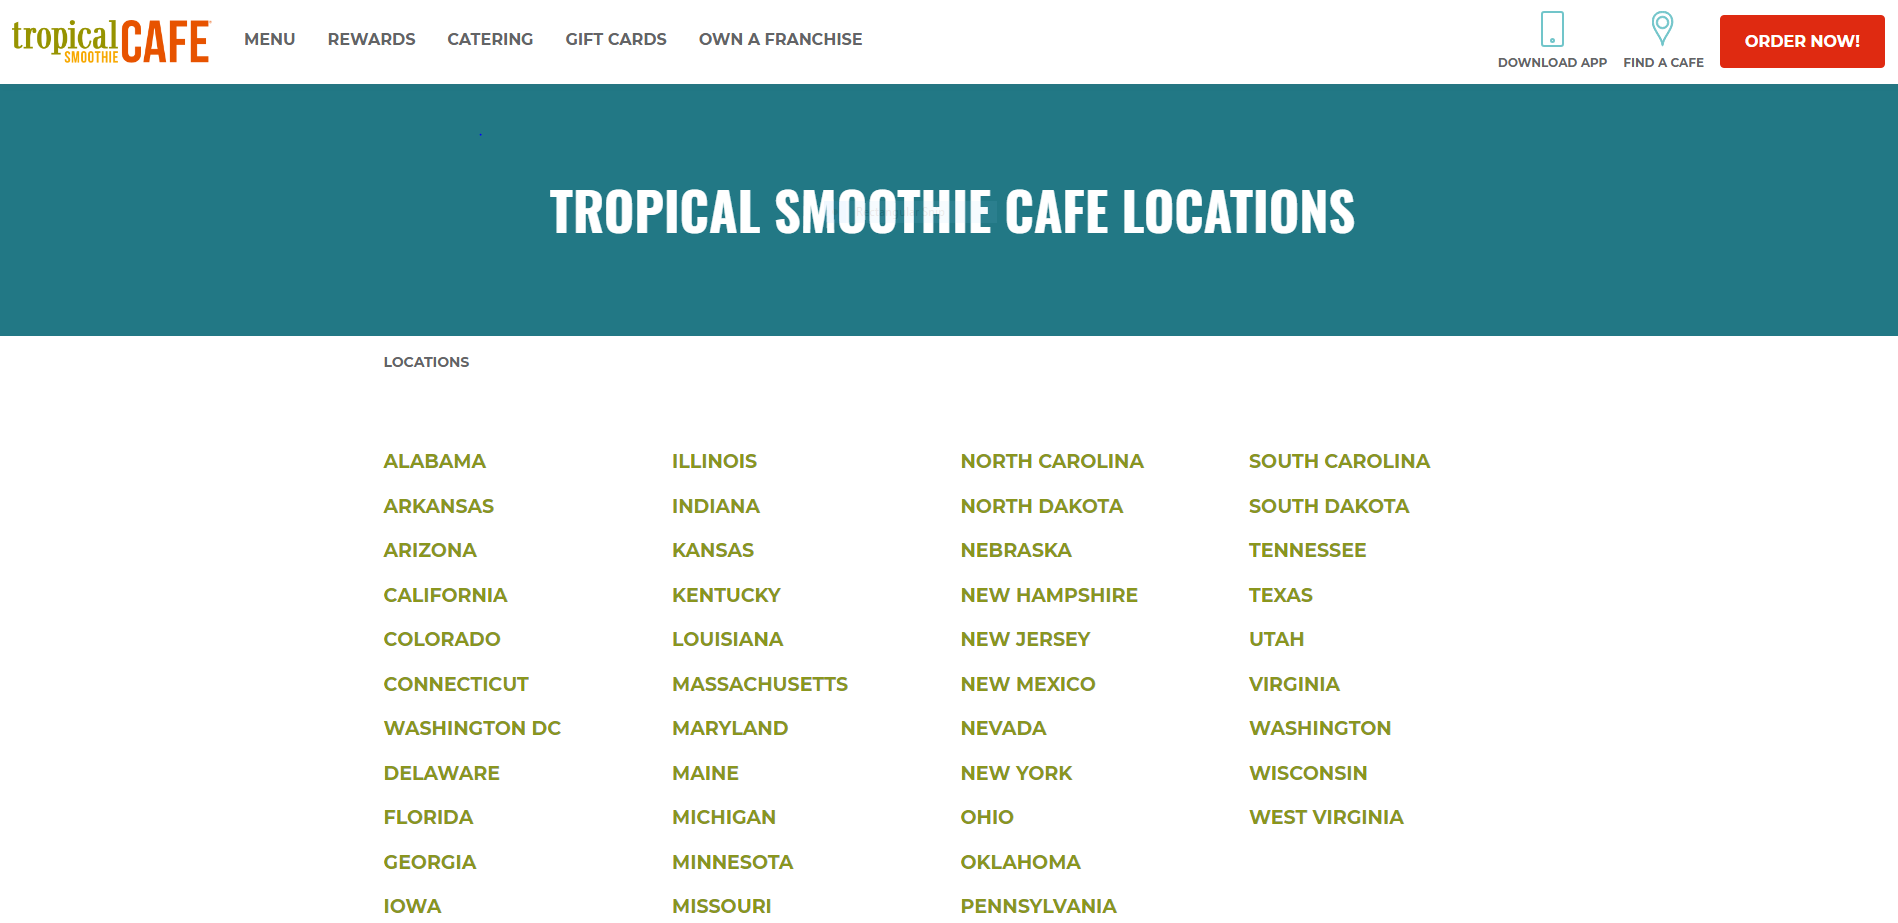 tropical SMOOTHIE CAFE
MENU REWARDS CATERING GIFT CARDS OWN A FRANCHISE
DOWNLOAD APP FIND A CAFE
ORDER NOW!
TROPICAL SMOOTHIE CAFE LOCATIONS
LOCATIONS
ALABAMA
ARKANSAS
ARIZONA
CALIFORNIA
COLORADO
CONNECTICUT
WASHINGTON DC
DELAWARE
FLORIDA
GEORGIA
IOWA
ILLINOIS
INDIANA
KANSAS
KENTUCKY
LOUISIANA
MASSACHUSETTS
MARYLAND
MAINE
MICHIGAN
MINNESOTA
MISSOURI
NORTH CAROLINA
NORTH DAKOTA
NEBRASKA
NEW HAMPSHIRE
NEW JERSEY
NEW MEXICO
NEVADA
NEW YORK
OHIO
OKLAHOMA
PENNSYLVANIA
SOUTH CAROLINA
SOUTH DAKOTA
TENNESSEE
TEXAS
UTAH
VIRGINIA
WASHINGTON
WISCONSIN
WEST VIRGINIA